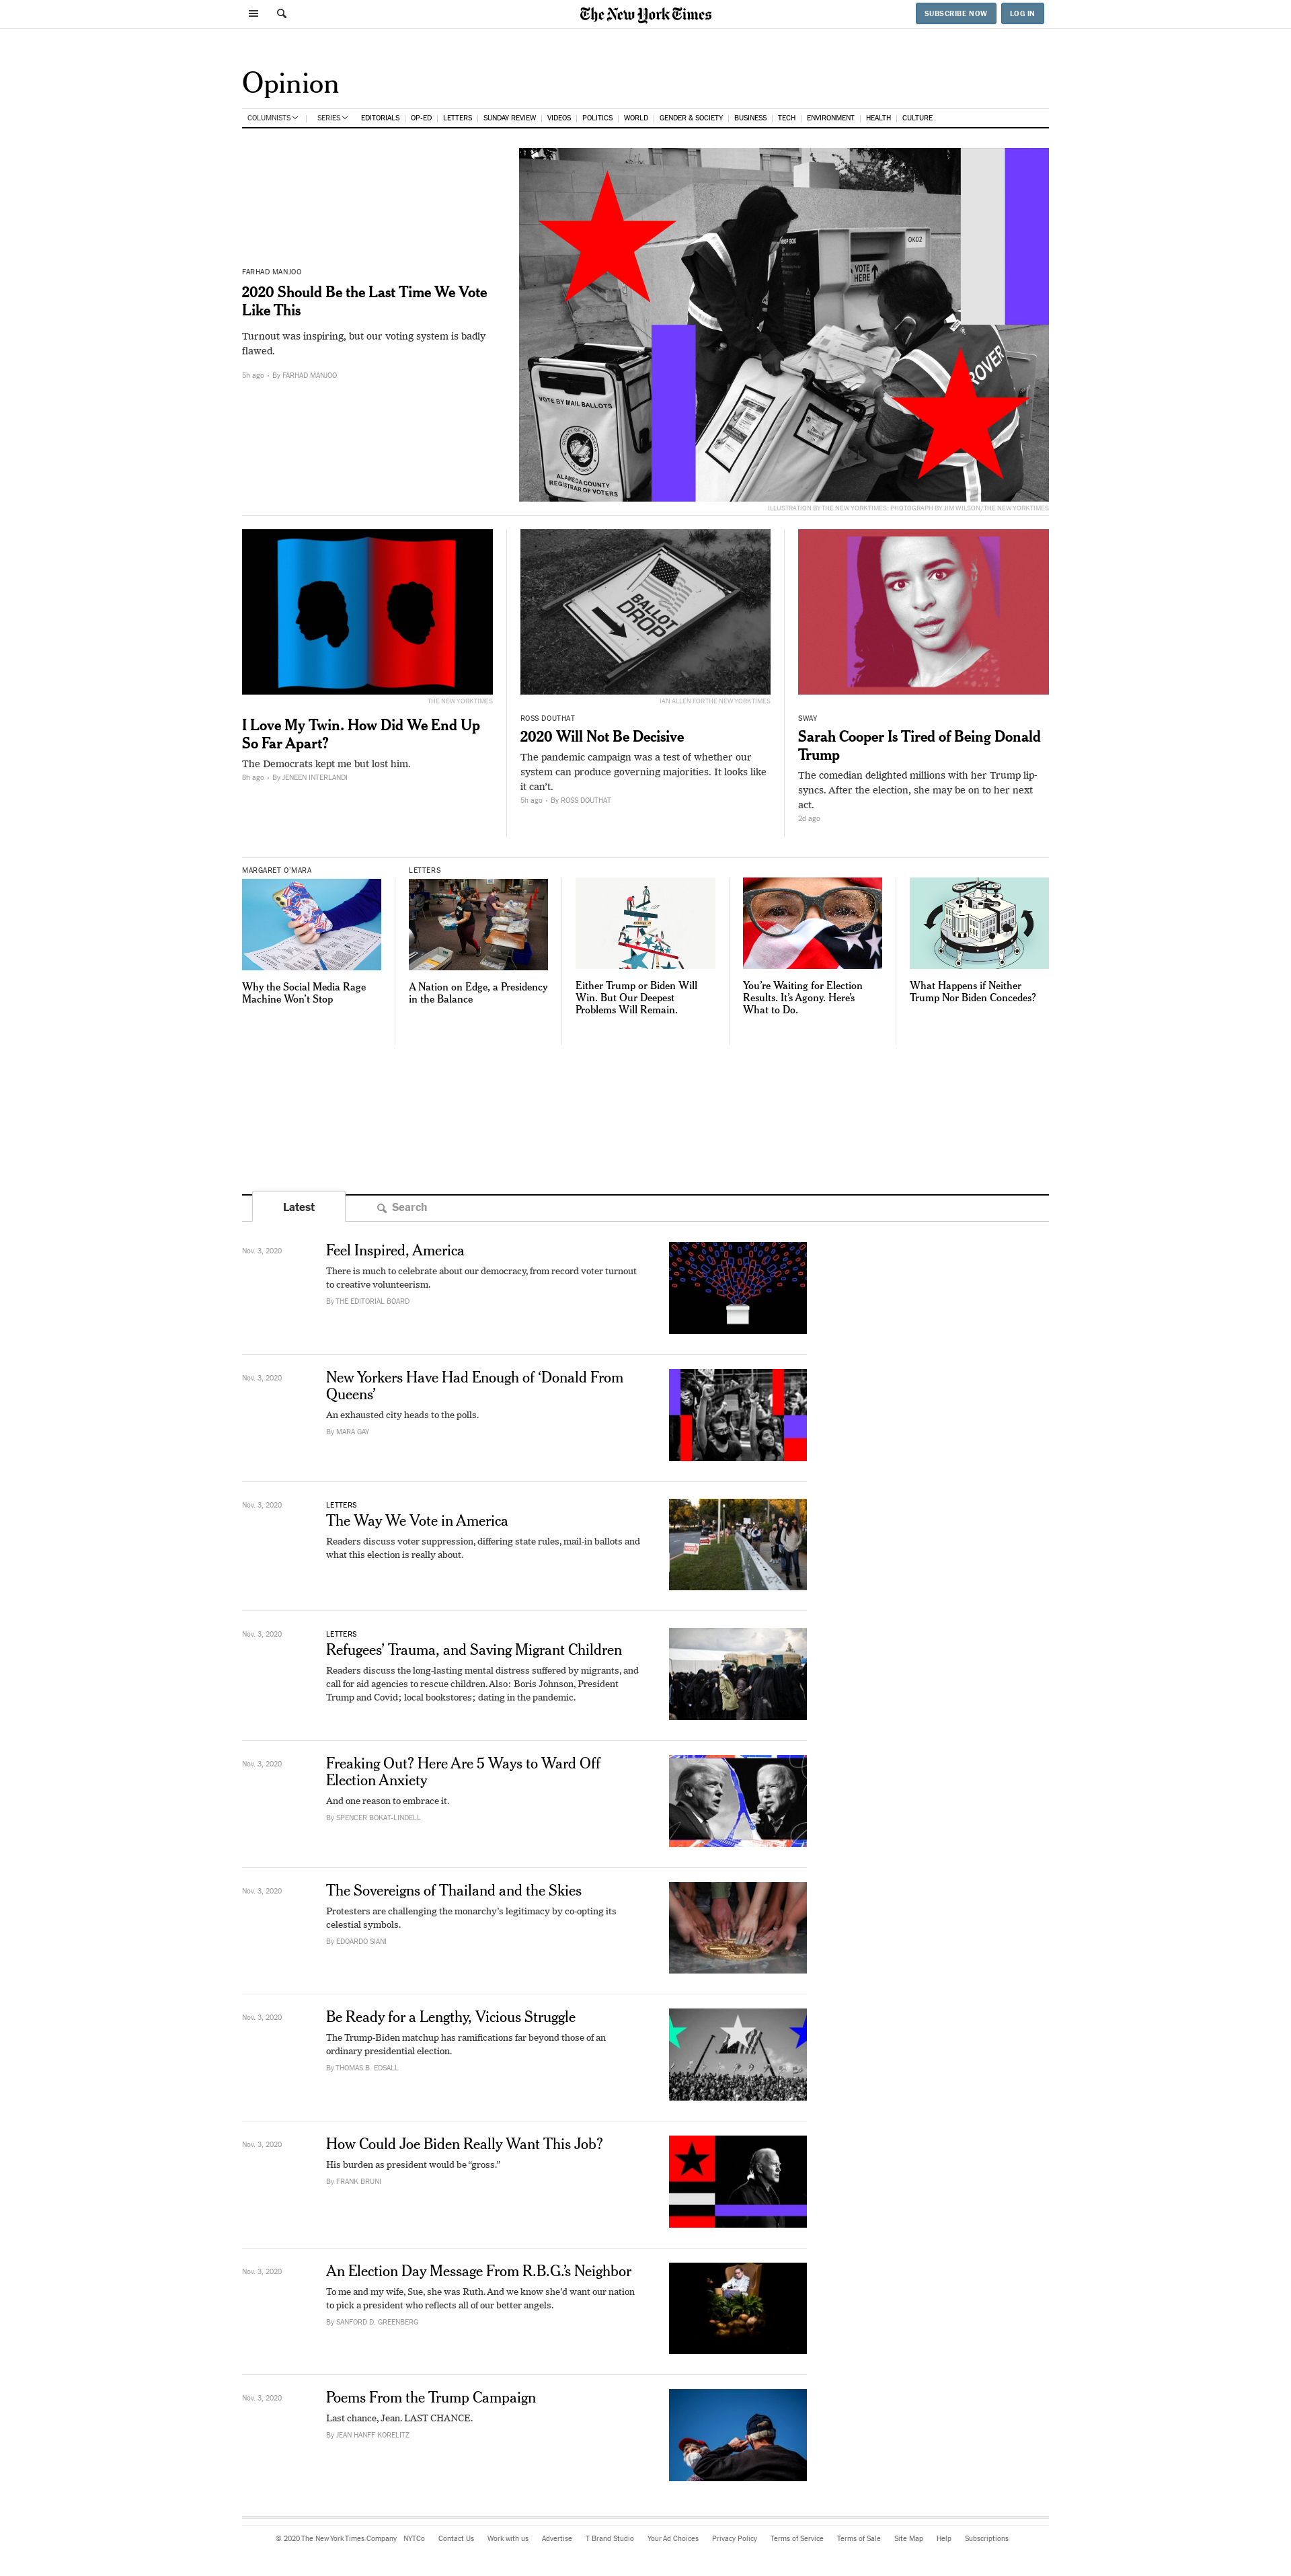 The New York Times
SUBSCRIBE NOW
LOG IN
Opinion
COLUMNISTS
SERIES
EDITORIALS
OP-ED
LETTERS
SUNDAY REVIEW
VIDEOS
POLITICS
WORLD
GENDER & SOCIETY
BUSINESS
TECH
ENVIRONMENT
HEALTH
CULTURE
FARHAD MANJOO
2020 Should Be the Last Time We Vote
Like This
Turnout was inspiring, but our voting system is badly
flawed.
5h ago • By FARHAD MANJOO
OK02
VOTE
HERE
VOTE BY MAIL BALLOTS
ALAMEDA COUNTY
REGISTRAR OF VOTERS
ROVER
ILLUSTRATION BY THE NEW YORK TIMES; PHOTOGRAPH BY JIM WILSON/THE NEW YORK TIMES
THE NEW YORK TIMES
I Love My Twin. How Did We End Up
So Far Apart?
The Democrats kept me but lost him.
8h ago • By JENEEN INTERLANDI
BALLOT
DROP
IAN ALLEN FOR THE NEW YORK TIMES
ROSS DOUTHAT
2020 Will Not Be Decisive
The pandemic campaign was a test of whether our
system can produce governing majorities. It looks like
it can’t.
5h ago • By ROSS DOUTHAT
SWAY
Sarah Cooper Is Tired of Being Donald
Trump
The comedian delighted millions with her Trump lip-
syncs. After the election, she may be on to her next
act.
2d ago
MARGARET O’MARA
Why the Social Media Rage
Machine Won’t Stop
LETTERS
A Nation on Edge, a Presidency
in the Balance
Either Trump or Biden Will
Win. But Our Deepest
Problems Will Remain.
You’re Waiting for Election
Results. It’s Agony. Here’s
What to Do.
What Happens if Neither
Trump Nor Biden Concedes?
Latest
Search
Nov. 3, 2020
Feel Inspired, America
There is much to celebrate about our democracy, from record voter turnout
to creative volunteerism.
By THE EDITORIAL BOARD
Nov. 3, 2020
New Yorkers Have Had Enough of ‘Donald From
Queens’
An exhausted city heads to the polls.
By MARA GAY
Nov. 3, 2020
LETTERS
The Way We Vote in America
Readers discuss voter suppression, differing state rules, mail-in ballots and
what this election is really about.
Nov. 3, 2020
LETTERS
Refugees’ Trauma, and Saving Migrant Children
Readers discuss the long-lasting mental distress suffered by migrants, and
call for aid agencies to rescue children. Also: Boris Johnson, President
Trump and Covid; local bookstores; dating in the pandemic.
Nov. 3, 2020
Freaking Out? Here Are 5 Ways to Ward Off
Election Anxiety
And one reason to embrace it.
By SPENCER BOKAT-LINDELL
Nov. 3, 2020
The Sovereigns of Thailand and the Skies
Protesters are challenging the monarchy’s legitimacy by co-opting its
celestial symbols.
By EDOARDO SIANI
Nov. 3, 2020
Be Ready for a Lengthy, Vicious Struggle
The Trump-Biden matchup has ramifications far beyond those of an
ordinary presidential election.
By THOMAS B. EDSALL
Nov. 3, 2020
How Could Joe Biden Really Want This Job?
His burden as president would be “gross.”
By FRANK BRUNI
Nov. 3, 2020
An Election Day Message From R.B.G.’s Neighbor
To me and my wife, Sue, she was Ruth. And we know she’d want our nation
to pick a president who reflects all of our better angels.
By SANFORD D. GREENBERG
Nov. 3, 2020
Poems From the Trump Campaign
Last chance, Jean. LAST CHANCE.
By JEAN HANFF KORELITZ
© 2020 The New York Times Company
NYTCo
Contact Us
Work with us
Advertise
T Brand Studio
Your Ad Choices
Privacy Policy
Terms of Service
Terms of Sale
Site Map
Help
Subscriptions